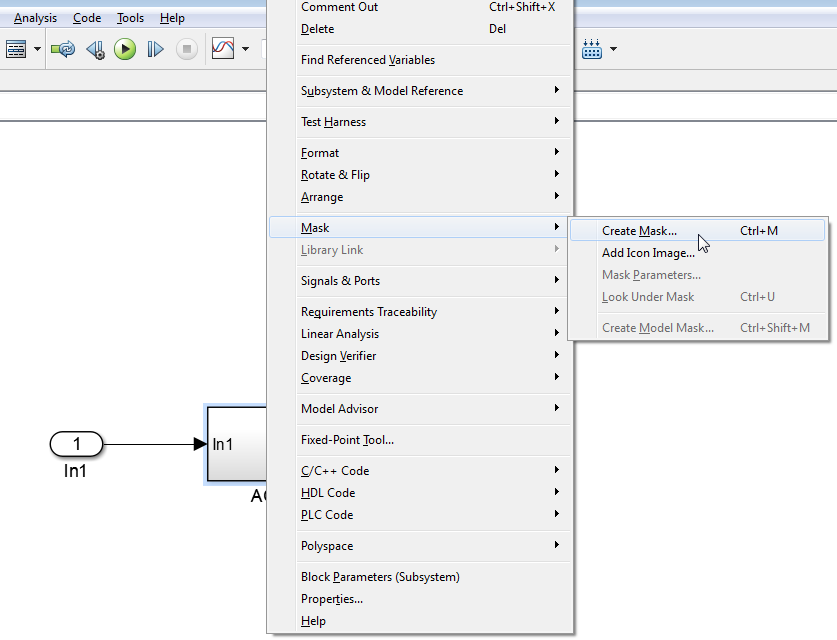 Analysis Code Tools Help
Comment Out Ctrl+Shift+X
Delete Del
Find Referenced Variables
Subsystem & Model Reference
Test Harness
Format
Rotate & Flip
Arrange
Mask
Library Link
Signals & Ports
Requirements Traceability
Linear Analysis
Design Verifier
Coverage
Model Advisor
Fixed-Point Tool...
C/C++ Code
HDL Code
PLC Code
Polyspace
Block Parameters (Subsystem)
Properties...
Help
Create Mask... Ctrl+M
Add Icon Image...
Mask Parameters...
Look Under Mask Ctrl+U
Create Model Mask... Ctrl+Shift+M
1
In1
In1